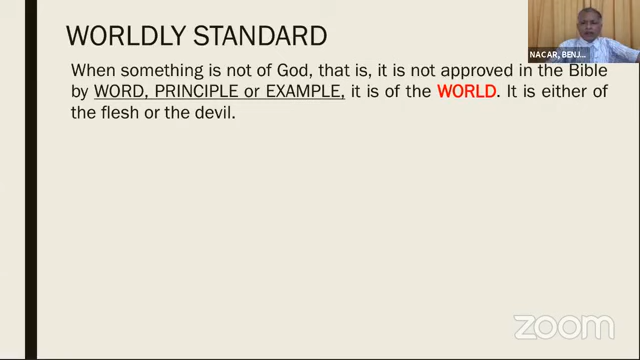 WORLDLY STANDARD
When something is not of God, that is, it is not approved in the Bible
by WORD, PRINCIPLE or EXAMPLE, it is of the WORLD. It is either of
the flesh or the devil.
NACAR, BENJ...
zoom